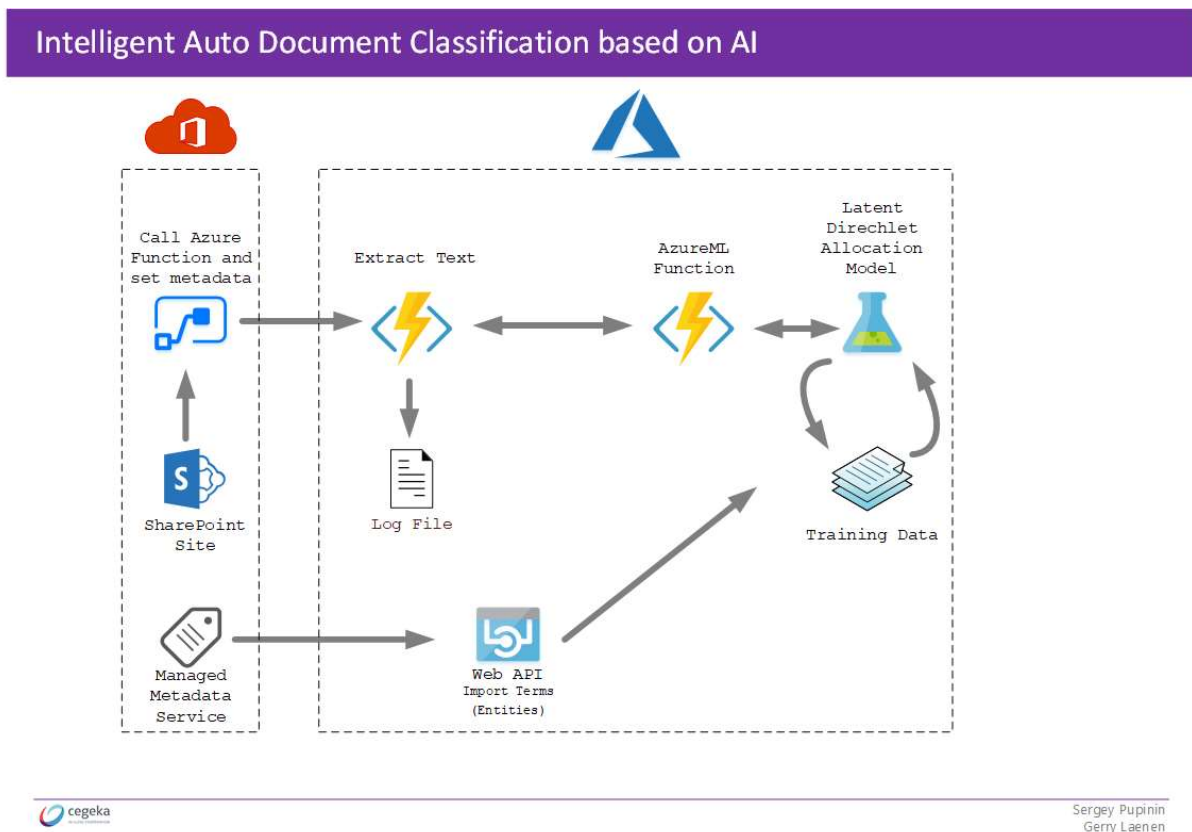 Intelligent Auto Document Classification based on AI
Call Azure
Function and
set metadata
Extract Text
AzureML
Function
Latent
Direchlet
Allocation
Model
S
SharePoint
Site
Log File
Training Data
Managed
Metadata
Service
Web API
Import Terms
(Entities)
cegeka
Sergey Pupinin
Gerry Laenen